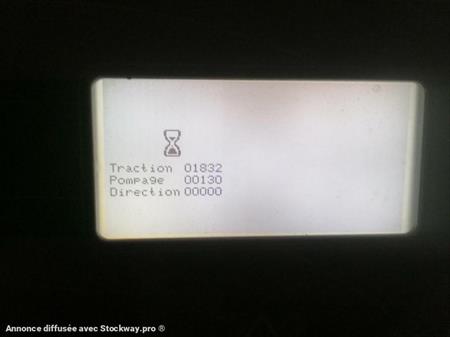 Traction 01832
Pompage 00130
Direction 00000
Annonce diffusée avec Stockway.pro ®